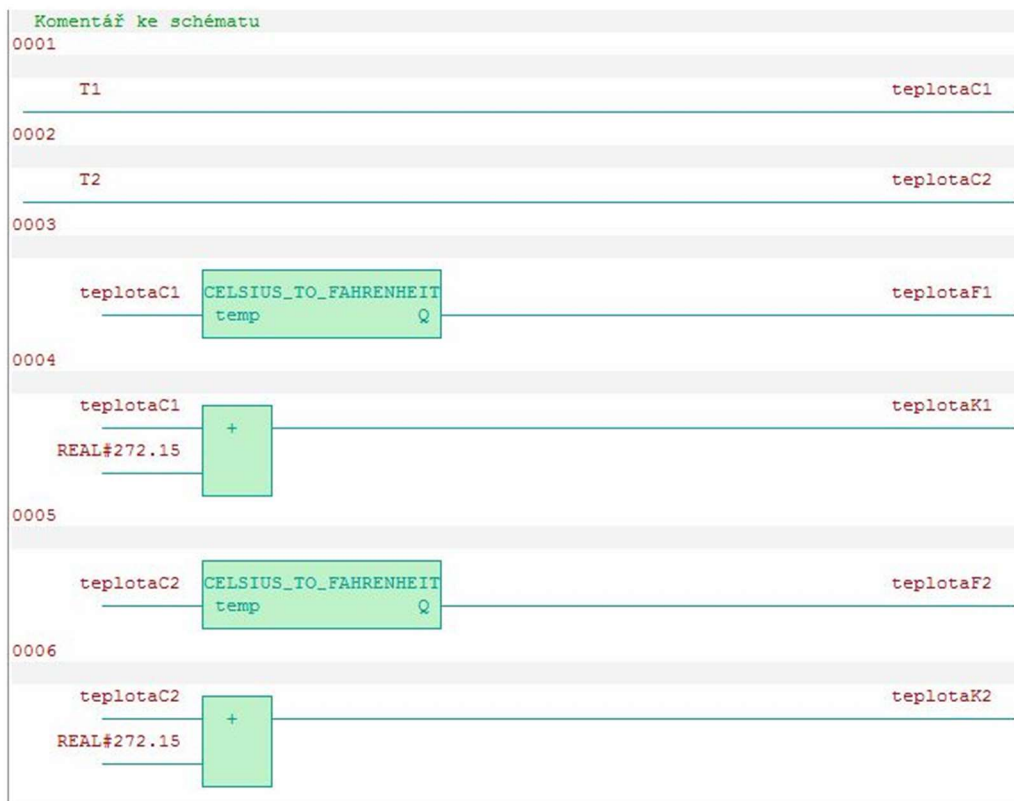 Komentář ke schématu
0001
T1 teplotaC1
0002
T2 teplotaC2
0003
teplotaC1 CELSIUS_TO_FAHRENHEIT teplotaF1
temp Q
0004
teplotaC1 teplotaK1
+
REAL#272.15
0005
teplotaC2 CELSIUS_TO_FAHRENHEIT teplotaF2
temp Q
0006
teplotaC2 teplotaK2
+
REAL#272.15